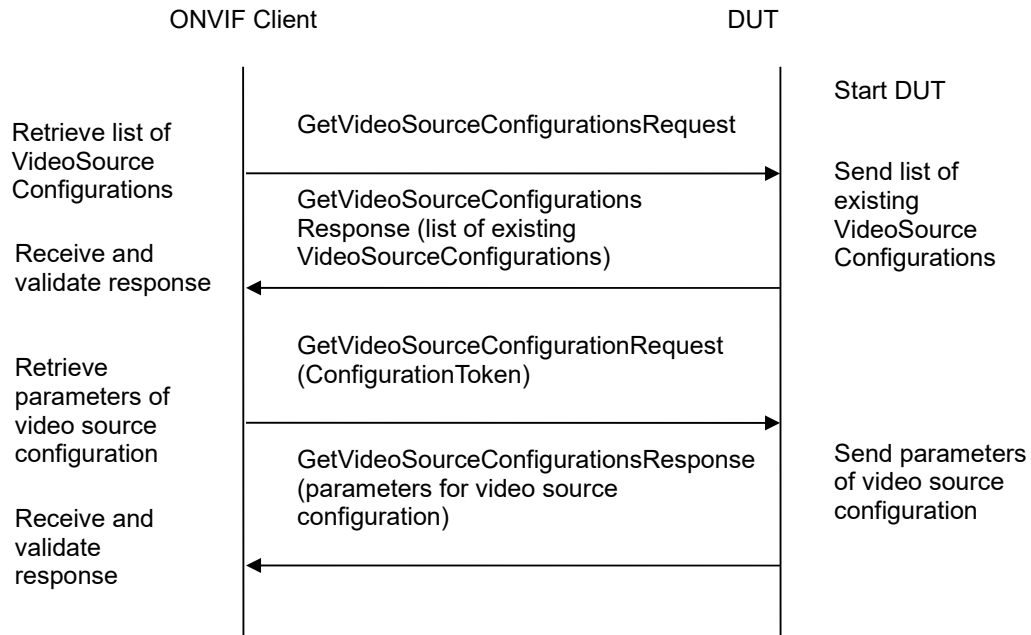 ONVIF Client
DUT
Start DUT
Retrieve list of
VideoSource
Configurations
GetVideoSourceConfigurationsRequest
Send list of
existing
VideoSource
Configurations
GetVideoSourceConfigurations
Response (list of existing
VideoSourceConfigurations)
Receive and
validate response
Retrieve
parameters of
video source
configuration
GetVideoSourceConfigurationRequest
(ConfigurationToken)
Send parameters
of video source
configuration
GetVideoSourceConfigurationsResponse
(parameters for video source
configuration)
Receive and
validate
response